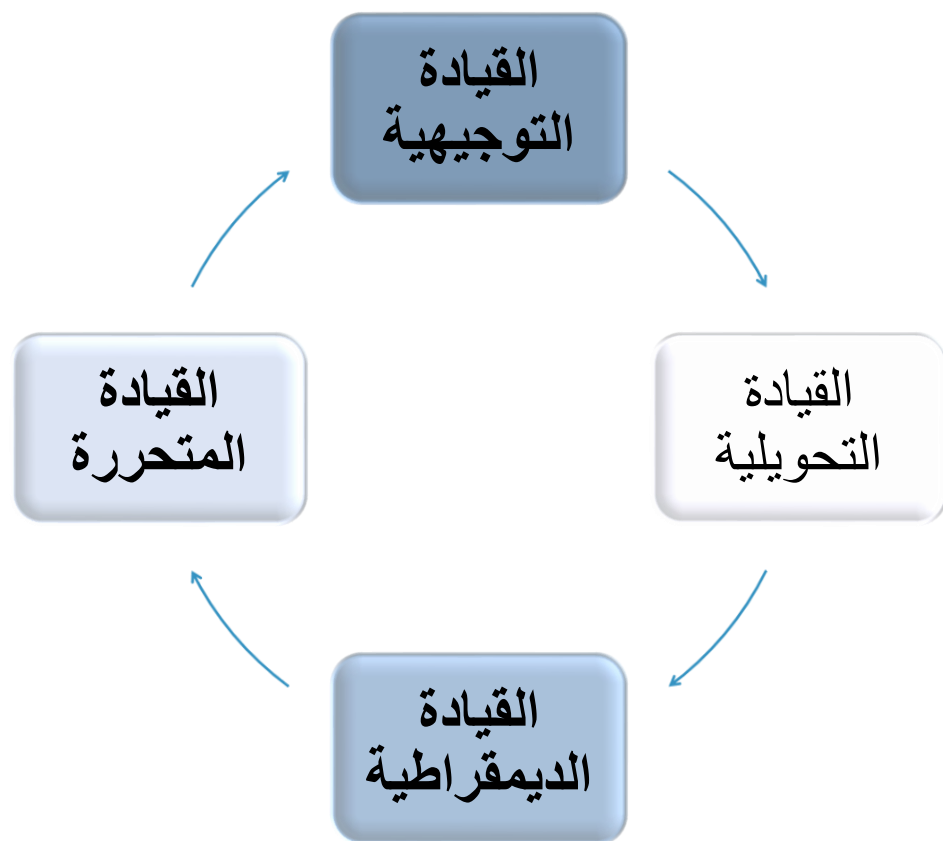 القيادة
التوجيهية
القيادة
التحويلية
القيادة
الديمقراطية
القيادة
المتحررة